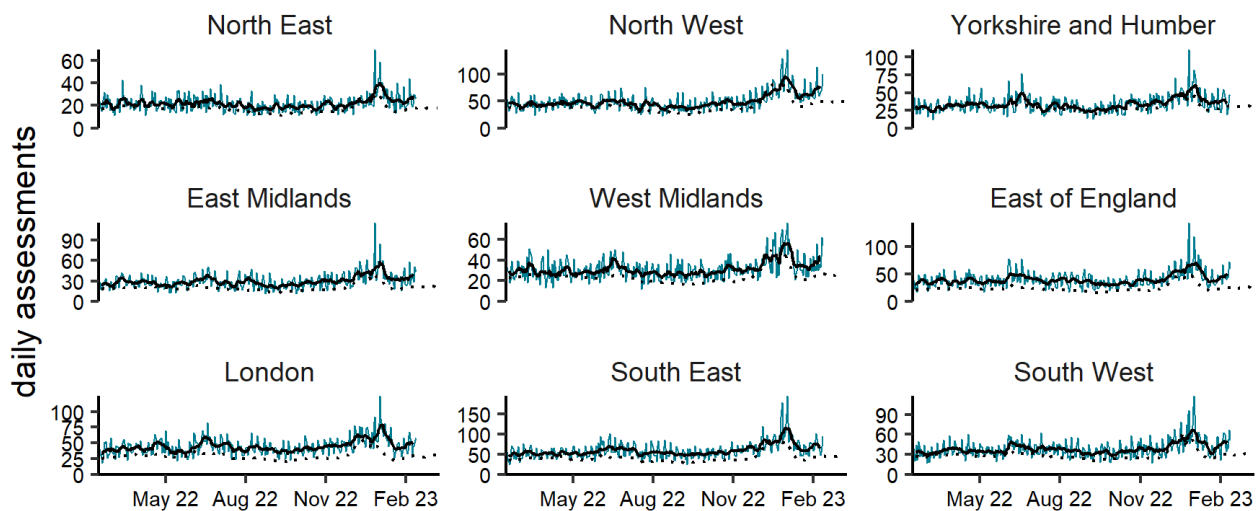 daily assessments
North East
60
40
20
0
North West
100
50
0
Yorkshire and Humber
100
75
50
25
0
East Midlands
90
60
30
0
West Midlands
60
40
20
0
East of England
100
50
0
London
100
75
50
25
0
May 22 Aug 22 Nov 22 Feb 23
South East
150
100
50
0
May 22 Aug 22 Nov 22 Feb 23
South West
90
60
30
0
May 22 Aug 22 Nov 22 Feb 23